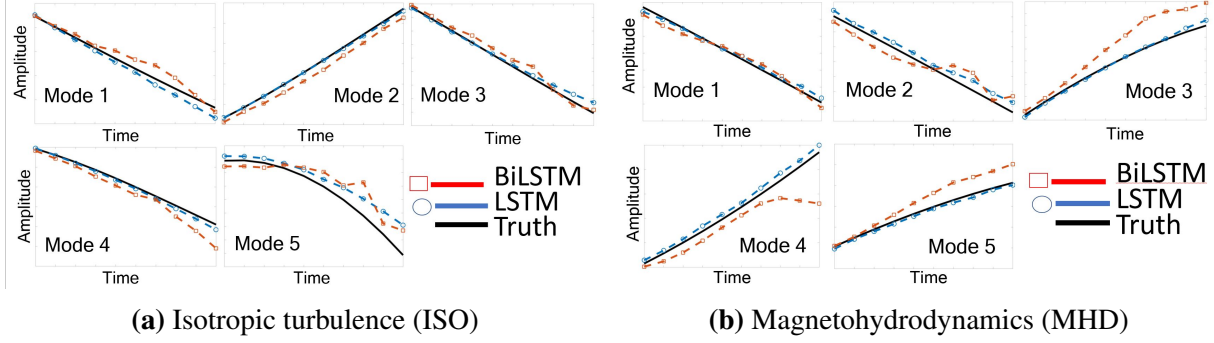 Amplitude
Mode 1
Time
Mode 2
Time
Mode 3
Amplitude
Mode 4
Time
Mode 5
Time
BiLSTM
LSTM
Truth
(a) Isotropic turbulence (ISO)
Amplitude
Mode 1
Time
Mode 2
Time
Mode 3
Amplitude
Mode 4
Time
Mode 5
Time
BiLSTM
LSTM
Truth
(b) Magnetohydrodynamics (MHD)